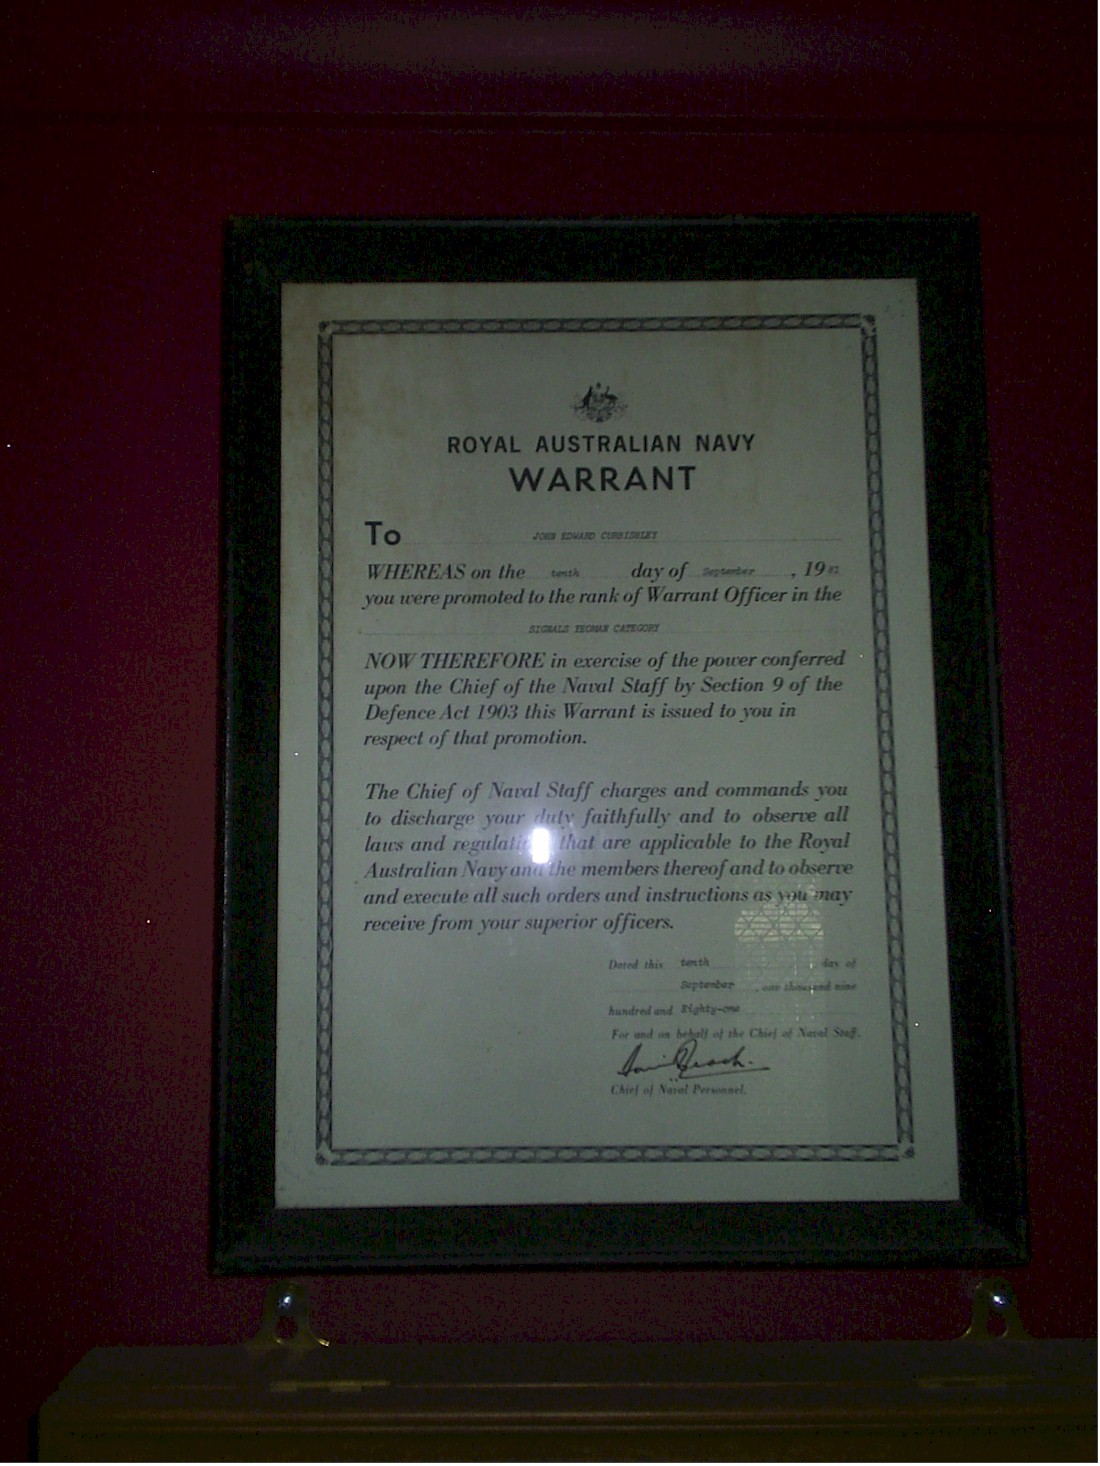 ROYAL AUSTRALIAN NAVY
WARRANT
To JOHN EDWARD CURBISHLEY
WHEREAS on the tenth day of September, 1981
you were promoted to the rank of Warrant Officer in the
SIGNALS YEOMAN CATEGORY
NOW THEREFORE in exercise of the power conferred
upon the Chief of the Naval Staff by Section 9 of the
Defence Act 1903 this Warrant is issued to you in
respect of that promotion.
The Chief of Naval Staff charges and commands you
to discharge your duty faithfully and to observe all
laws and regulations that are applicable to the Royal
Australian Navy and the members thereof and to observe
and execute all such orders and instructions as you may
receive from your superior officers.
Dated this tenth day of
September, one thousand nine
hundred and Eighty-one
For and on behalf of the Chief of Naval Staff.
Chief of Naval Personnel.